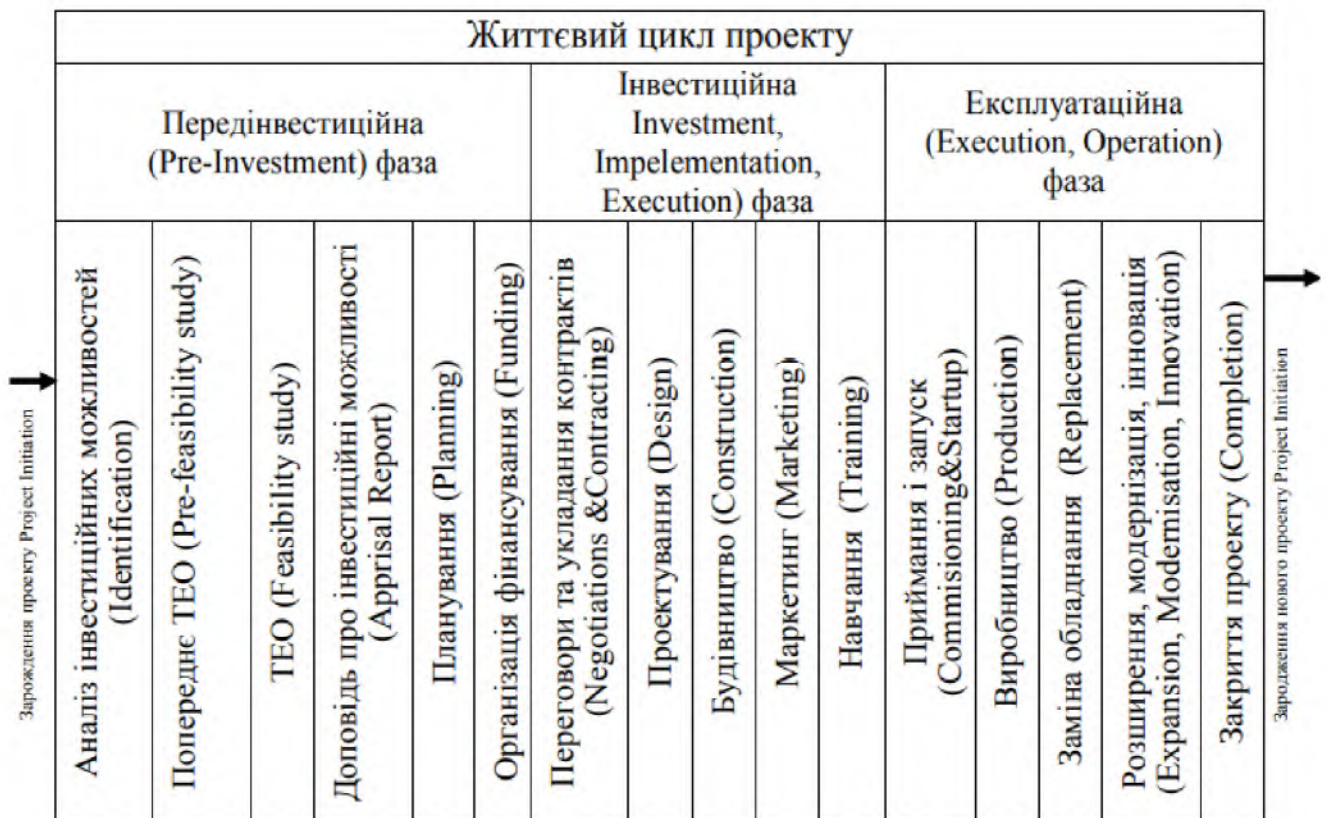 Життєвий цикл проекту
Передінвестиційна
(Pre-Investment) фаза
Інвестиційна
Investment,
Impelementation,
Execution) фаза
Експлуатаційна
(Execution, Operation)
фаза
Зарождення проекту Project Initiation
Аналіз інвестиційних можливостей
(Identification)
Попереднє ТЕО (Pre-feasibility study)
ТЕО (Feasibility study)
Доповідь про інвестиційні можливості
(Apprisal Report)
Планування (Planning)
Організація фінансування (Funding)
Переговори та укладання контрактів
(Negotiations &Contracting)
Проектування (Design)
Будівництво (Construction)
Маркетинг (Marketing)
Навчання (Training)
Приймання і запуск
(Commisioning&Startup)
Виробництво (Production)
Заміна обладнання (Replacement)
Розширення, модернізація, інновація
(Expansion, Modernisation, Innovation)
Закриття проекту (Completion)
Зародження нового проекту Project Initiation